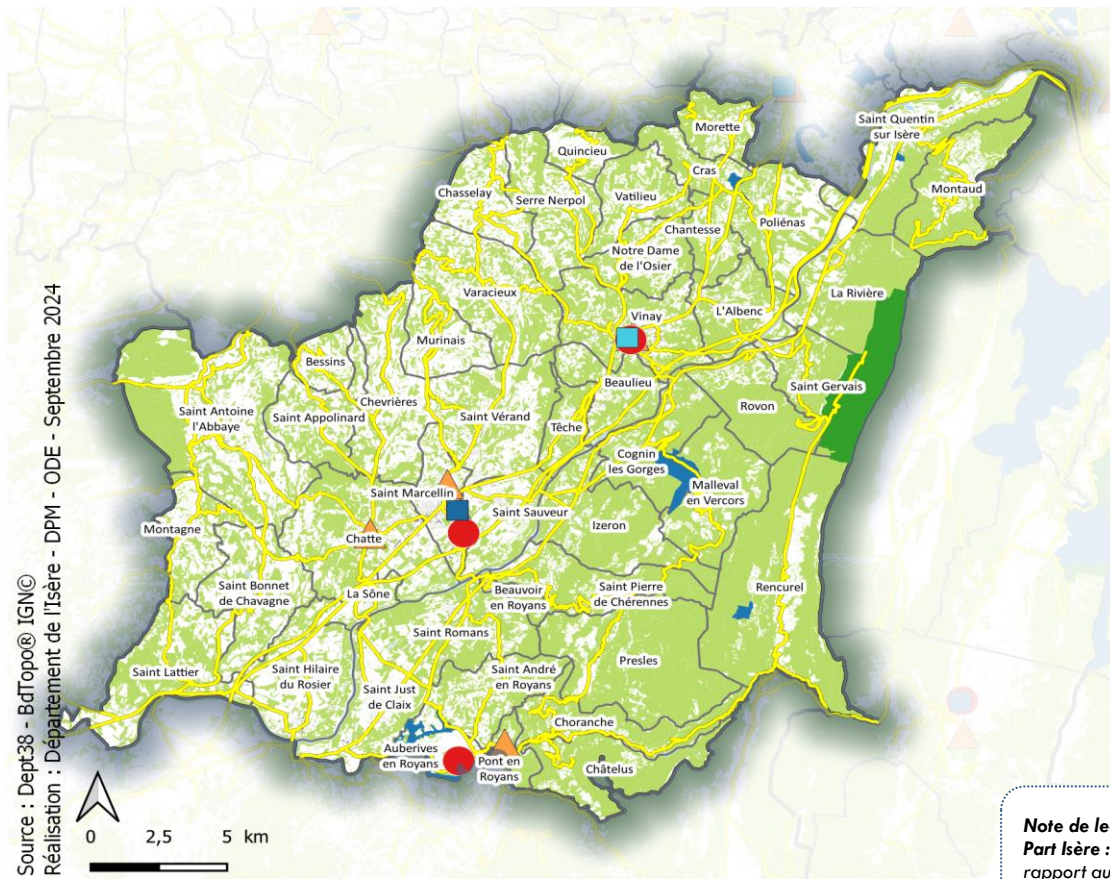 Morette
Saint Quentin
sur Isère
Quincieu
Cras
Chasselay
Vatilieu
Montaud
Serre Nerpol
Poliénas
Chantesse
Notre Dame
de l'Osier
Varacieux
La Rivière
L'Albenc
Vinay
Murinais
Bessins
Beaulieu
Saint Gervais
Chevrières
Rovon
Saint Antoine
l'Abbaye
Saint Appolinard
Saint Vérand
Têche
Cognin
les Gorges
Malleval
en Vercors
Saint Marcellin
Saint Sauveur
Izeron
Montagne
Chatte
Saint Bonnet
de Chavagne
La Sône
Beauvoir
en Royans
Saint Pierre
de Chérennes
Rencurel
Saint Romans
Presles
Saint Lattier
Saint Hilaire
du Rosier
Saint André
en Royans
Saint Just
de Claix
Choranche
Auberives
en Royans
Pont en
Royans
Châtelus
Source : Dept38 - BdTopo® IGN©
Réalisation : Département de l'Isère - DPM - ODE - Septembre 2024
0 2,5 5 km
Note de le
Part Isère :
rapport au